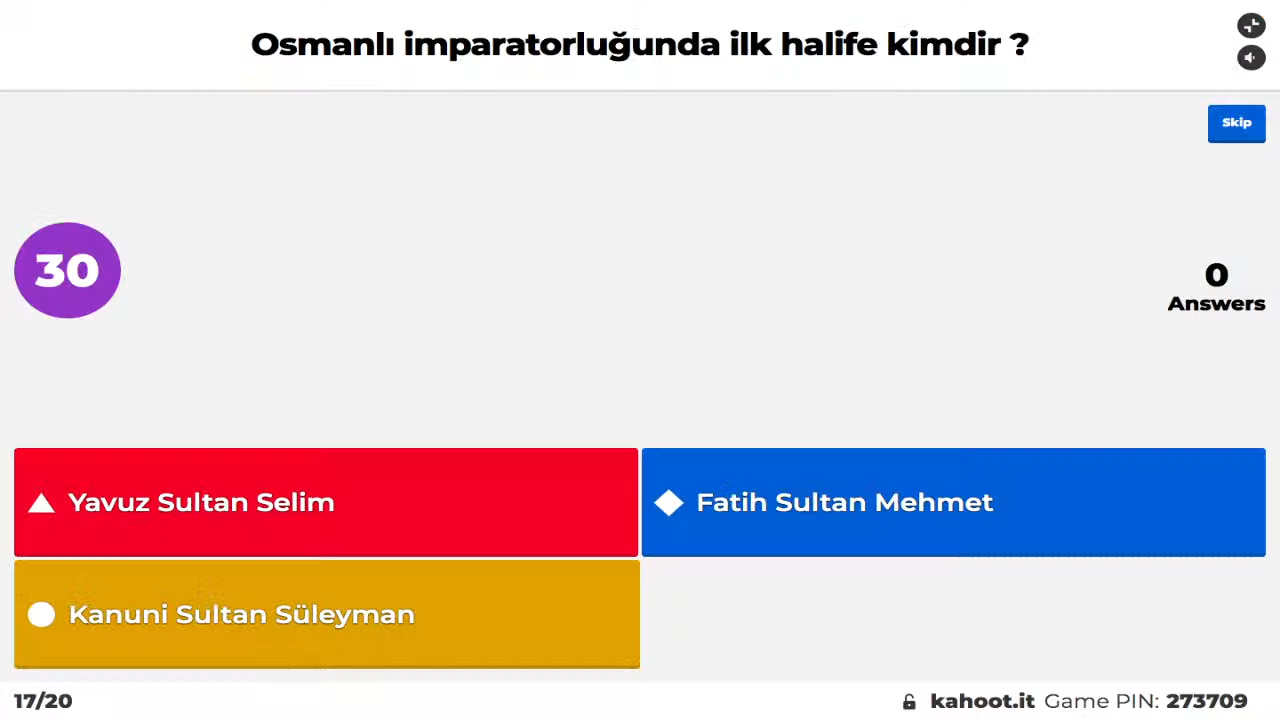 Osmanlı imparatorluğunda ilk halife kimdir ?
Skip
30
0
Answers
Yavuz Sultan Selim
Fatih Sultan Mehmet
Kanuni Sultan Süleyman
17/20
kahoot.it Game PIN: 273709